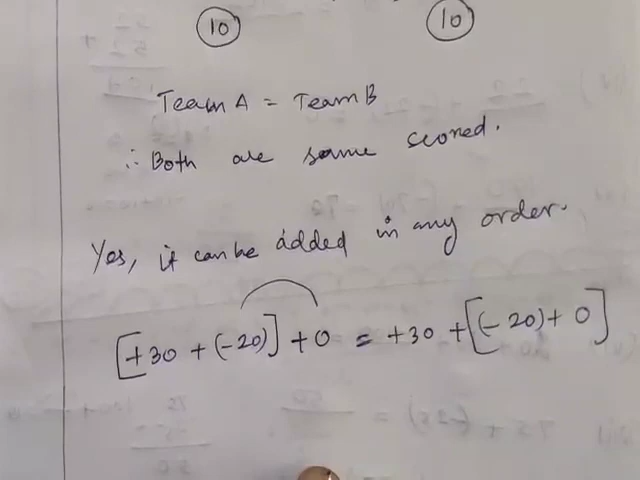 10 10
Team A = Team B
∴ Both are same scored.
Yes, it can be added in any order.
[+30 + (-20)] + 0 = +30 + [(-20) + 0]